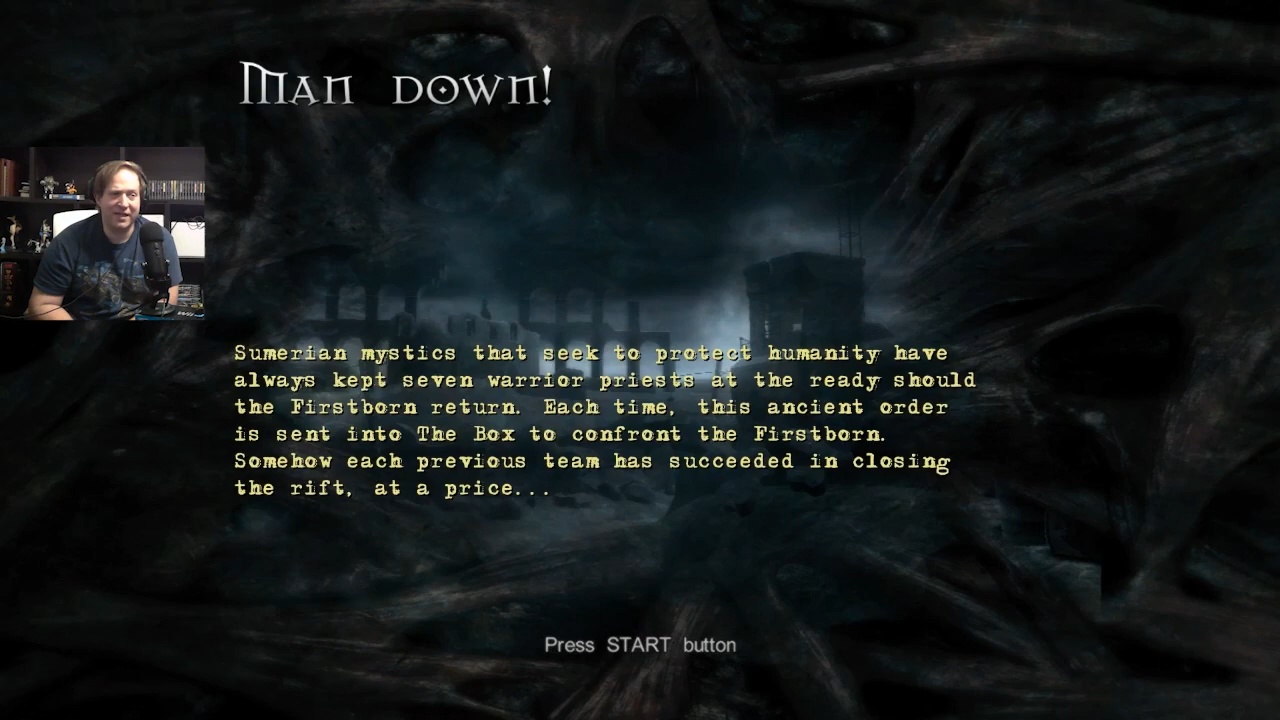 Man down!
Sumerian mystics that seek to protect humanity have
always kept seven warrior priests at the ready should
the Firstborn return. Each time, this ancient order
is sent into The Box to confront the Firstborn.
Somehow each previous team has succeeded in closing
the rift, at a price...
Press START button